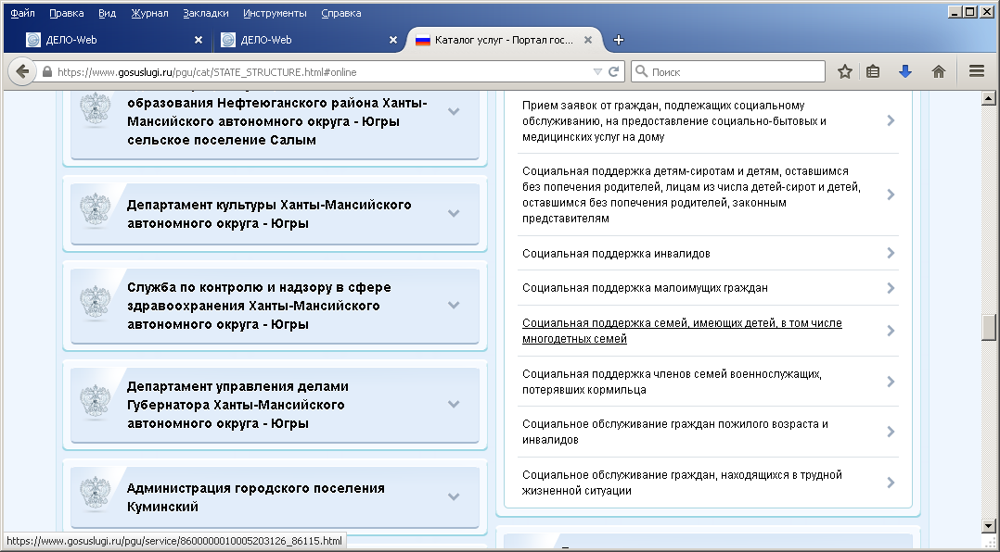 Файл Правка Вид Журнал Закладки Инструменты Справка
ДЕЛО-Web
ДЕЛО-Web
Каталог услуг - Портал гос...
https://www.gosuslugi.ru/pgu/cat/STATE_STRUCTURE.html#online
Поиск
образования Нефтеюганского района Ханты-
Мансийского автономного округа - Югры
сельское поселение Салым
Департамент культуры Ханты-Мансийского
автономного округа - Югры
Служба по контролю и надзору в сфере
здравоохранения Ханты-Мансийского
автономного округа - Югры
Департамент управления делами
Губернатора Ханты-Мансийского
автономного округа - Югры
Администрация городского поселения
Куминский
Прием заявок от граждан, подлежащих социальному
обслуживанию, на предоставление социально-бытовых и
медицинских услуг на дому
Социальная поддержка детям-сиротам и детям, оставшимся
без попечения родителей, лицам из числа детей-сирот и детей,
оставшимся без попечения родителей, законным
представителям
Социальная поддержка инвалидов
Социальная поддержка малоимущих граждан
Социальная поддержка семей, имеющих детей, в том числе
многодетных семей
Социальная поддержка членов семей военнослужащих,
потерявших кормильца
Социальное обслуживание граждан пожилого возраста и
инвалидов
Социальное обслуживание граждан, находящихся в трудной
жизненной ситуации
https://www.gosuslugi.ru/pgu/service/8600000010005203126_86115.html